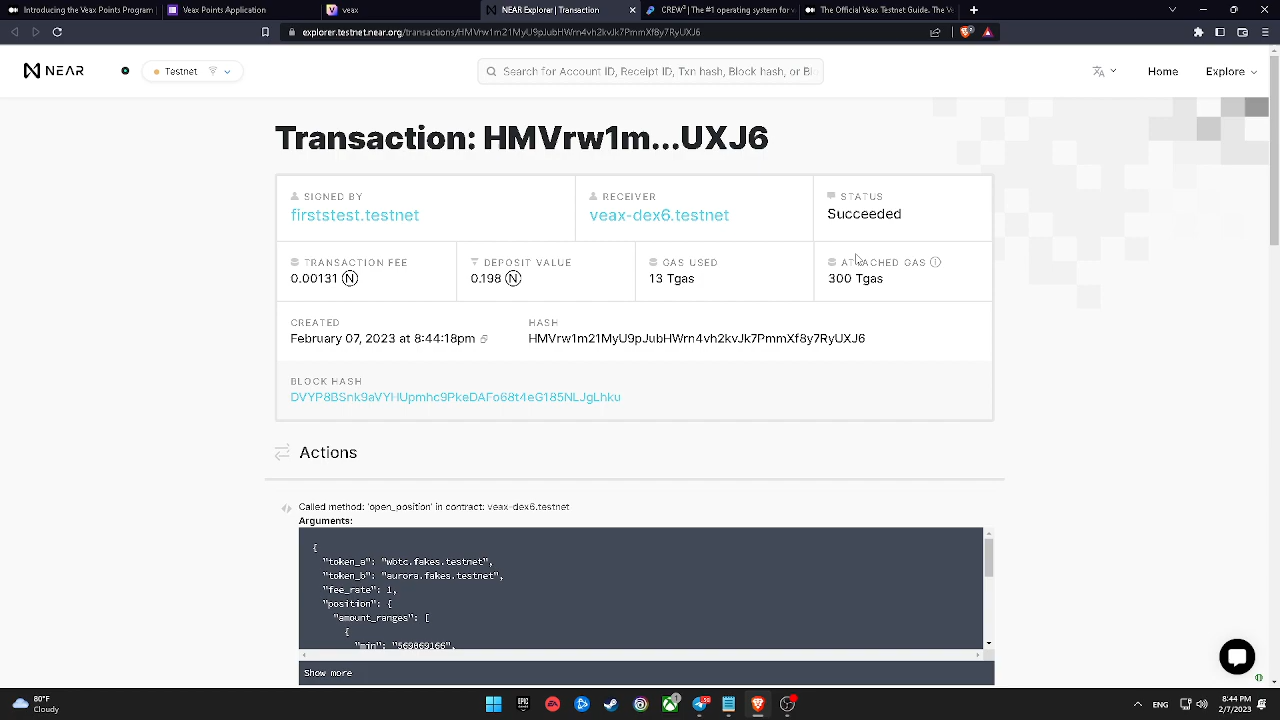 Introducing the Veax Points Program |
Veax Points Application
veax
NEAR Explorer | Transaction
CREW³ | The #1 operating system for w
The Official Veax Testnet Guide. The Ve
explorer.testnet.near.org/transactions/HMVrw1m21MyU9pJubHWrn4vh2kvJk7PmmXf8y7RyUXJ6
NEAR
Testnet
Search for Account ID, Receipt ID, Txn hash, Block hash, or Bl
Home
Explore
Transaction: HMVrw1m...UXJ6
SIGNED BY
firststest.testnet
RECEIVER
veax-dex6.testnet
STATUS
Succeeded
TRANSACTION FEE
0.00131
DEPOSIT VALUE
0.198
GAS USED
13 Tgas
ATTACHED GAS
300 Tgas
CREATED
February 07, 2023 at 8:44:18pm
HASH
HMVrw1m21MyU9pJubHWrn4vh2kvJk7PmmXf8y7RyUXJ6
BLOCK HASH
DVYP8BSnk9aVYHUpmhc9PkeDAFo68t4eG185NLJgLhku
Actions
Called method: 'open_position' in contract: veax-dex6.testnet
Arguments:
{
"token_a": "wbtc.fakes.testnet",
"token_b": "aurora.fakes.testnet",
"fee_rate": 1,
"position": {
"amount_ranges": [
{
"min": "569869166",
Show more
80°F
Cloudy
ENG
8:44 PM
2/7/2023